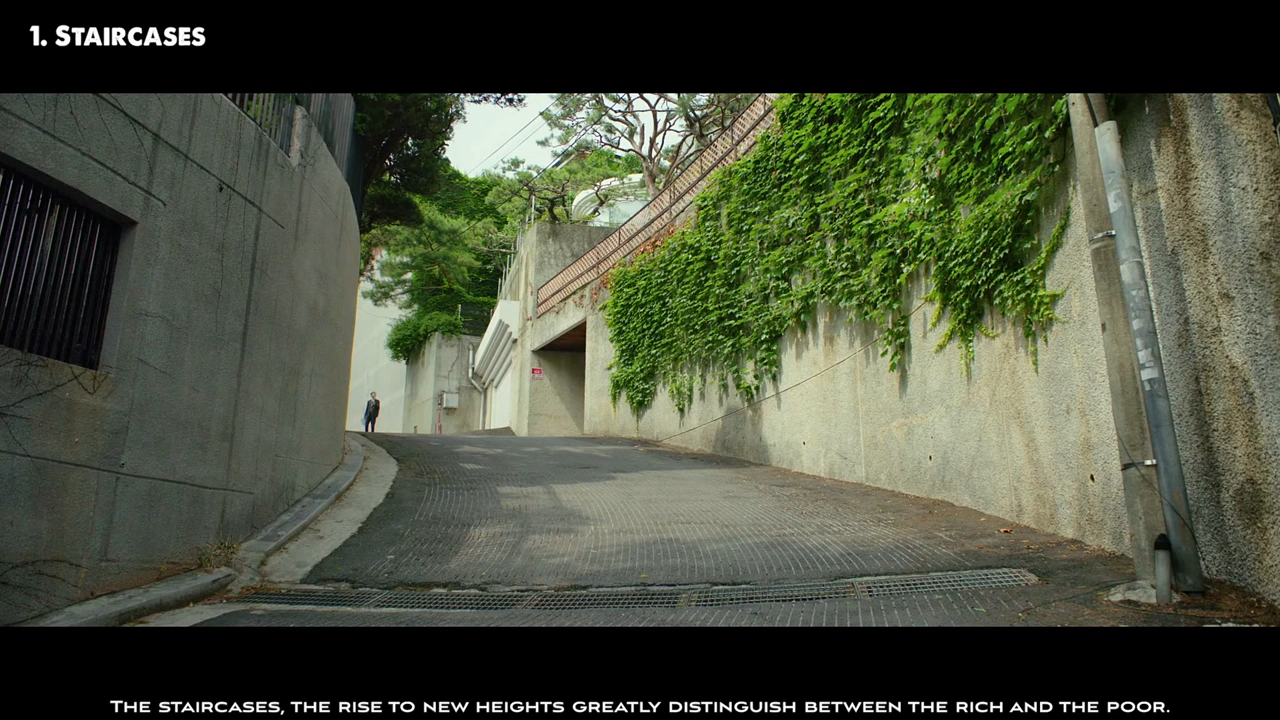 1. Staircases
The staircases, the rise to new heights greatly distinguish between the rich and the poor.